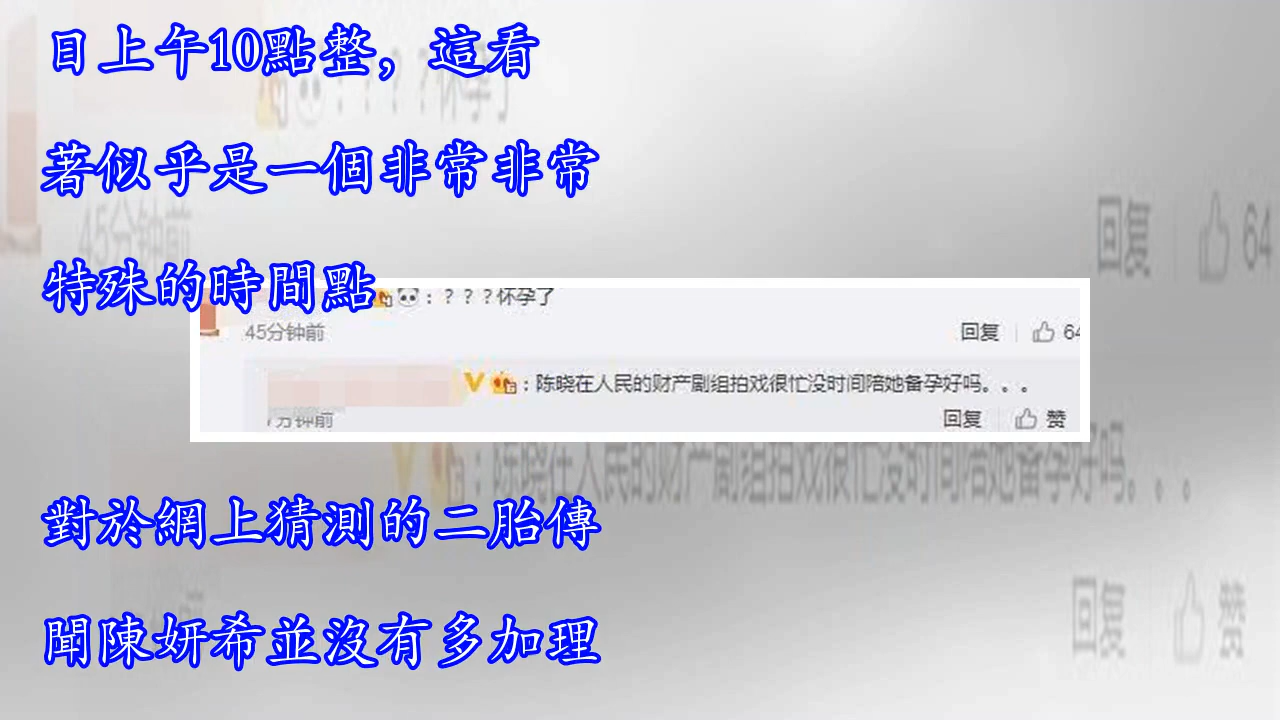 日上午10點整，這看
著似乎是一個非常非常
特殊的時間點
：？？？怀孕了
45分钟前
回复 64
：陈晓在人民的财产剧组拍戏很忙没时间陪她备孕好吗。。。
分钟前
回复 赞
對於網上猜測的二胎傳
聞陳妍希並沒有多加理